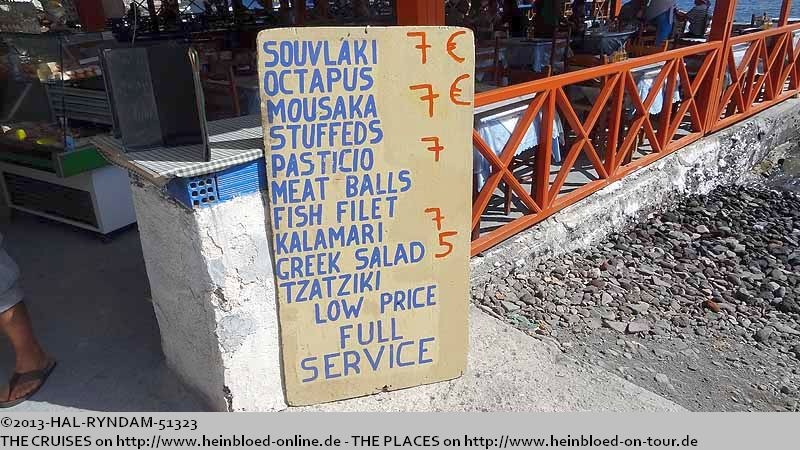 SOUVLAKI 7 €
OCTAPUS
MOUSAKA 7 €
STUFFEDS
PASTICIO 7
MEAT BALLS
FISH FILET
KALAMARI 7
GREEK SALAD 5
TZATZIKI
LOW PRICE
FULL
SERVICE
©2013-HAL-RYNDAM-51323
THE CRUISES on http://www.heinbloed-online.de - THE PLACES on http://www.heinbloed-on-tour.de